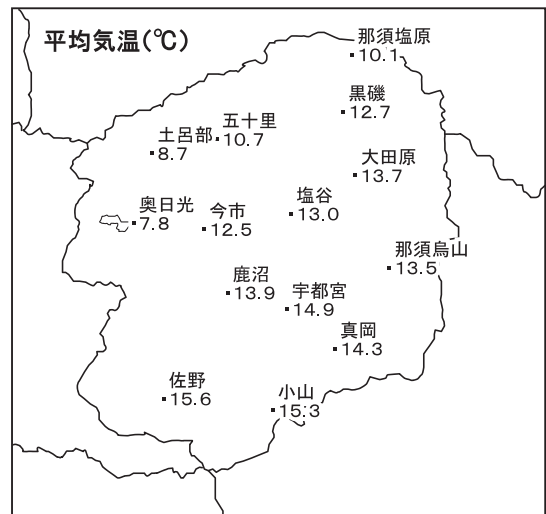 平均気温(℃)
那須塩原
10.1
黒磯
12.7
五十里
10.7
土呂部
8.7
大田原
13.7
奥日光
7.8
今市
12.5
塩谷
13.0
那須烏山
13.5
鹿沼
13.9
宇都宮
14.9
真岡
14.3
佐野
15.6
小山
15.3